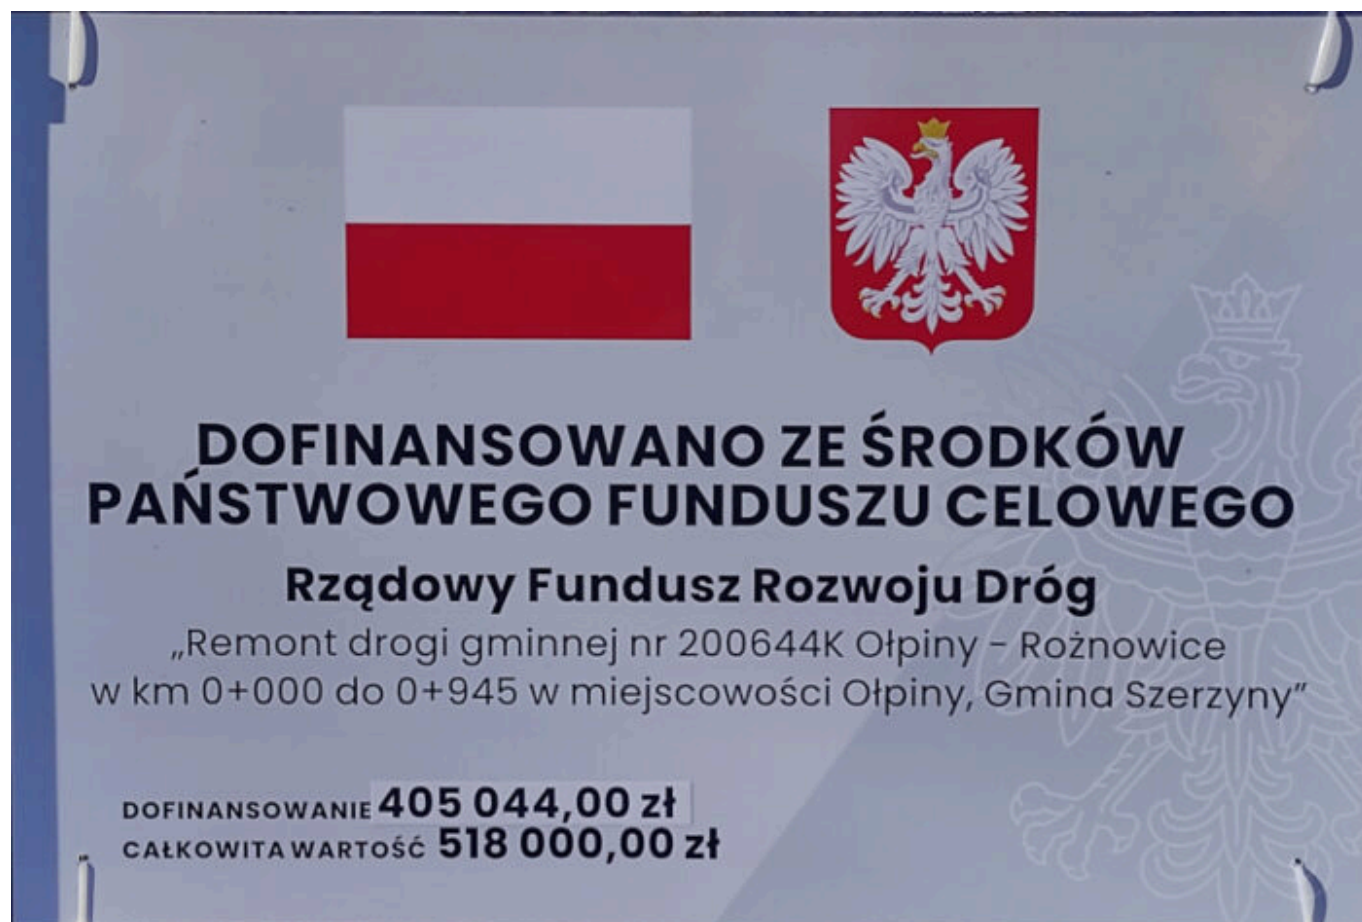 DOFINANSOWANO ZE ŚRODKÓW
PAŃSTWOWEGO FUNDUSZU CELOWEGO
Rządowy Fundusz Rozwoju Dróg
„Remont drogi gminnej nr 200644K Ołpiny – Rożnowice
w km 0+000 do 0+945 w miejscowości Ołpiny, Gmina Szerzyny”
DOFINANSOWANIE 405 044,00 zł
CAŁKOWITA WARTOŚĆ 518 000,00 zł